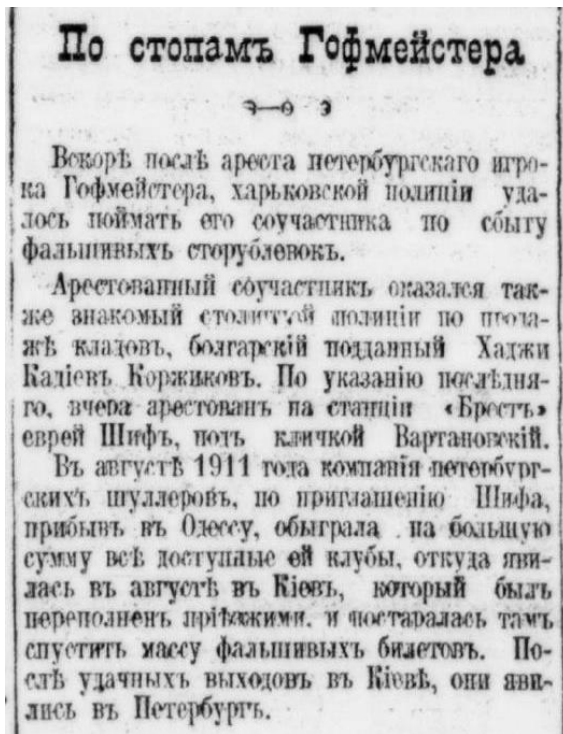 По стопамъ Гофмейстера
Вскорѣ послѣ ареста петербургскаго игро-
ка Гофмейстера, харьковской полиціи уда-
лось поймать его соучастника по сбыту
фальшивыхъ сторублевокъ.
Арестованный соучастникъ оказался так-
же знакомый столичной полиціи по прода-
жѣ кладовъ, болгарскій подданный Хаджи
Кадіевъ Коржиковъ. По указанію послѣдня-
го, вчера арестованъ на станціи «Брестъ»
еврей Шифъ, подъ кличкой Вартановскій.
Въ августѣ 1911 года компанія петербург-
скихъ шуллеровъ, по приглашенію Шифа,
прибывъ въ Одессу, обыграла на большую
сумму всѣ доступные ей клубы, откуда яви-
лась въ августѣ въ Кіевъ, который былъ
переполненъ пріѣзжими, и постаралась тамъ
спустить массу фальшивыхъ билетовъ. По-
слѣ удачныхъ выходовъ въ Кіевѣ, они яви-
лись въ Петербургъ.